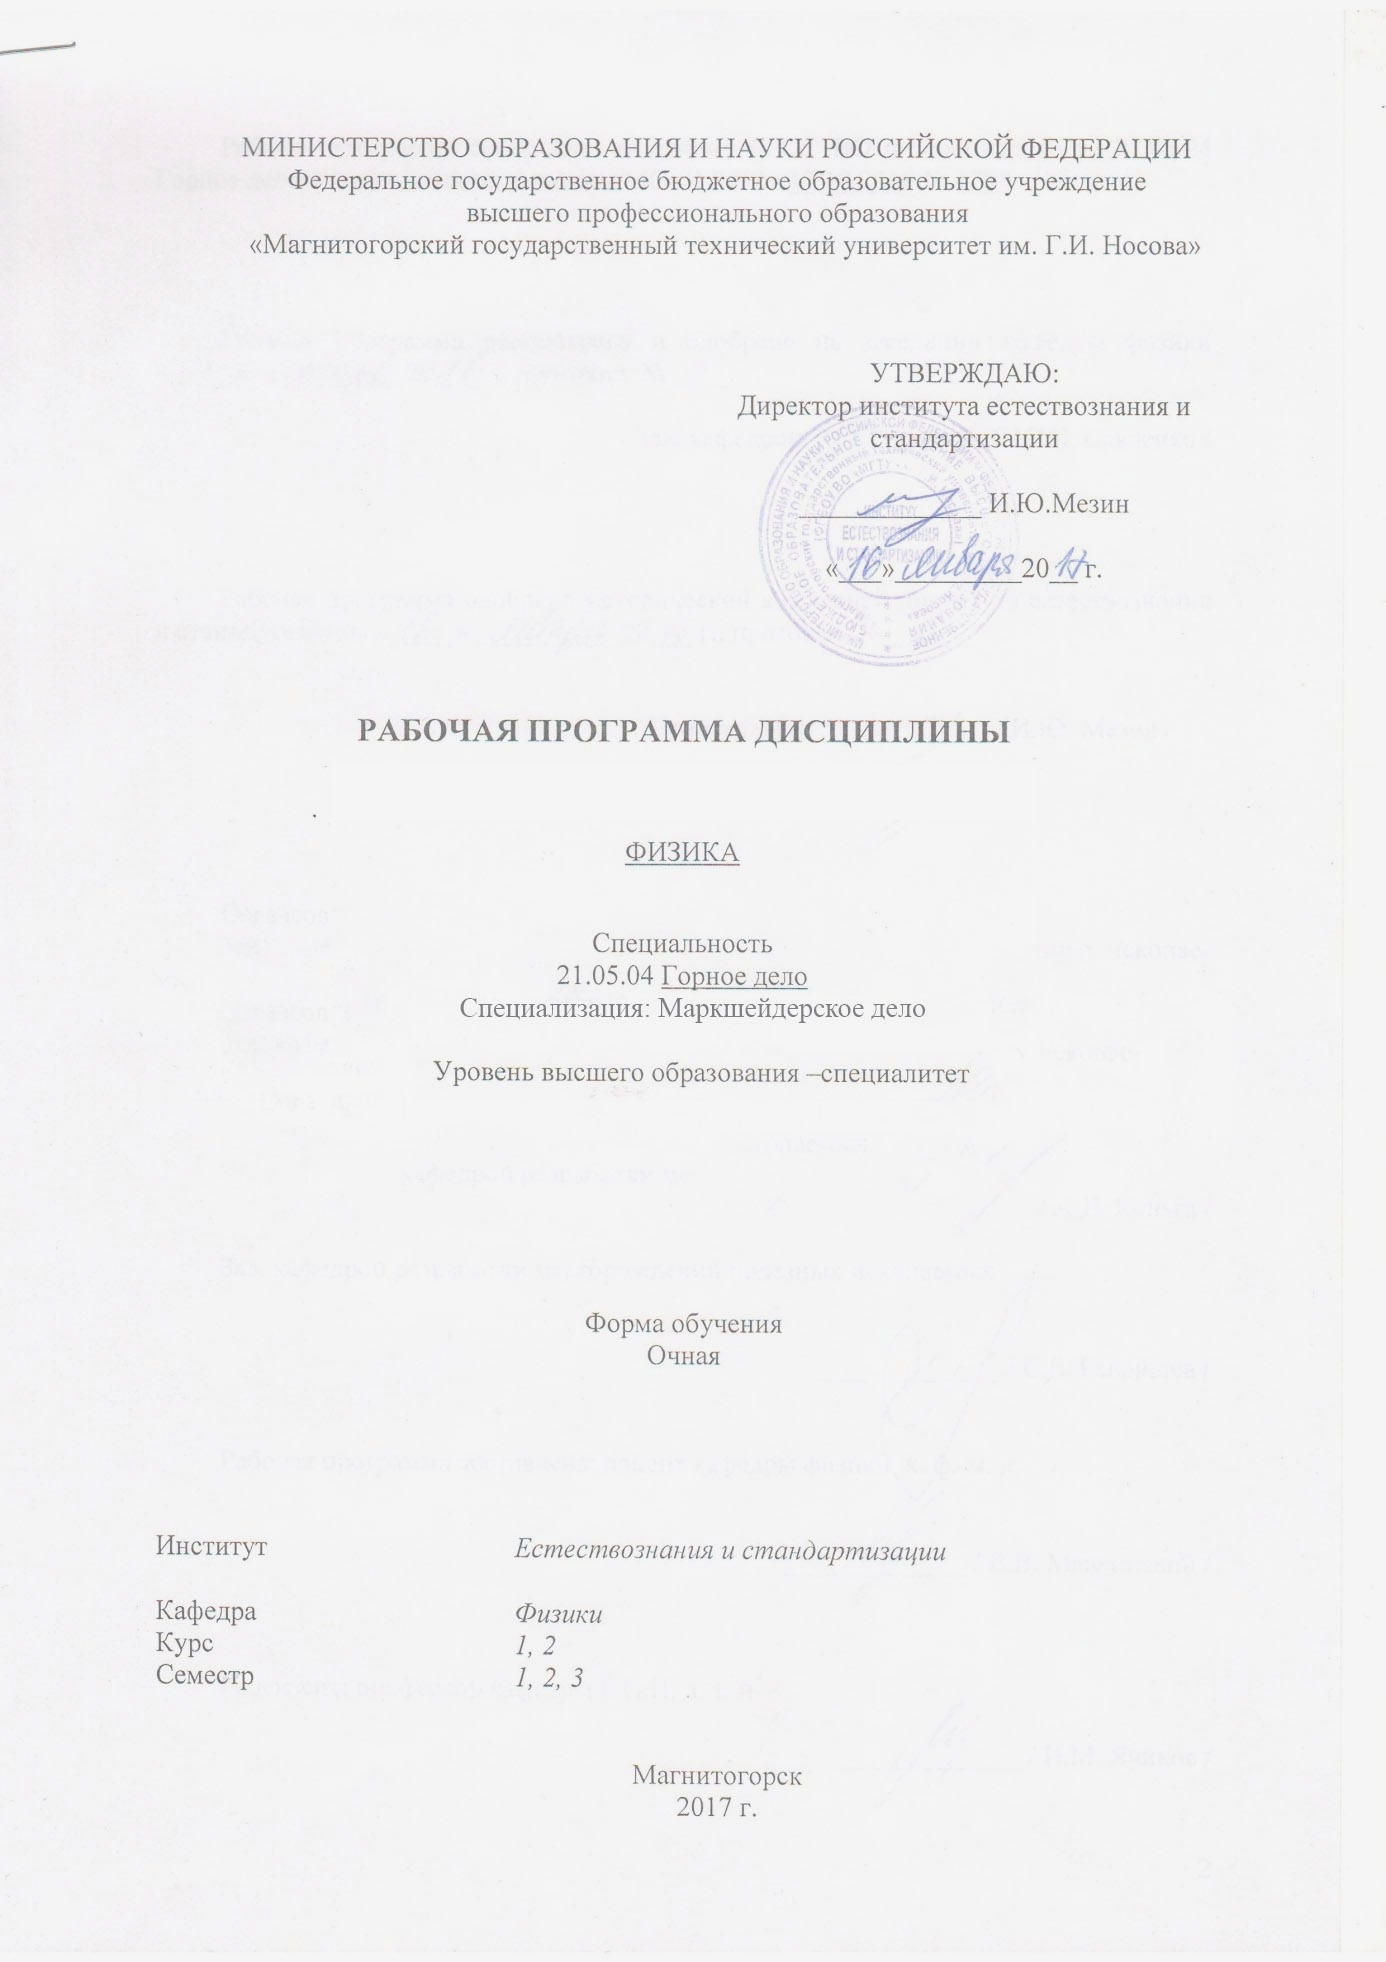 МИНИСТЕРСТВО ОБРАЗОВАНИЯ И НАУКИ РОССИЙСКОЙ ФЕДЕРАЦИИ
Федеральное государственное бюджетное образовательное учреждение
высшего профессионального образования
«Магнитогорский государственный технический университет им. Г.И. Носова»
УТВЕРЖДАЮ:
Директор института естествознания и
стандартизации
И.Ю.Мезин
ИНСТИТУТ
ЕСТЕСТВОЗНАНИЯ
И СТАНДАРТИЗАЦИИ
«16» января 2017 г.
РАБОЧАЯ ПРОГРАММА ДИСЦИПЛИНЫ
ФИЗИКА
Специальность
21.05.04 Горное дело
Специализация: Маркшейдерское дело
Уровень высшего образования –специалитет
Форма обучения
Очная
Институт Естествознания и стандартизации
Кафедра Физики
Курс 1, 2
Семестр 1, 2, 3
Магнитогорск
2017 г.